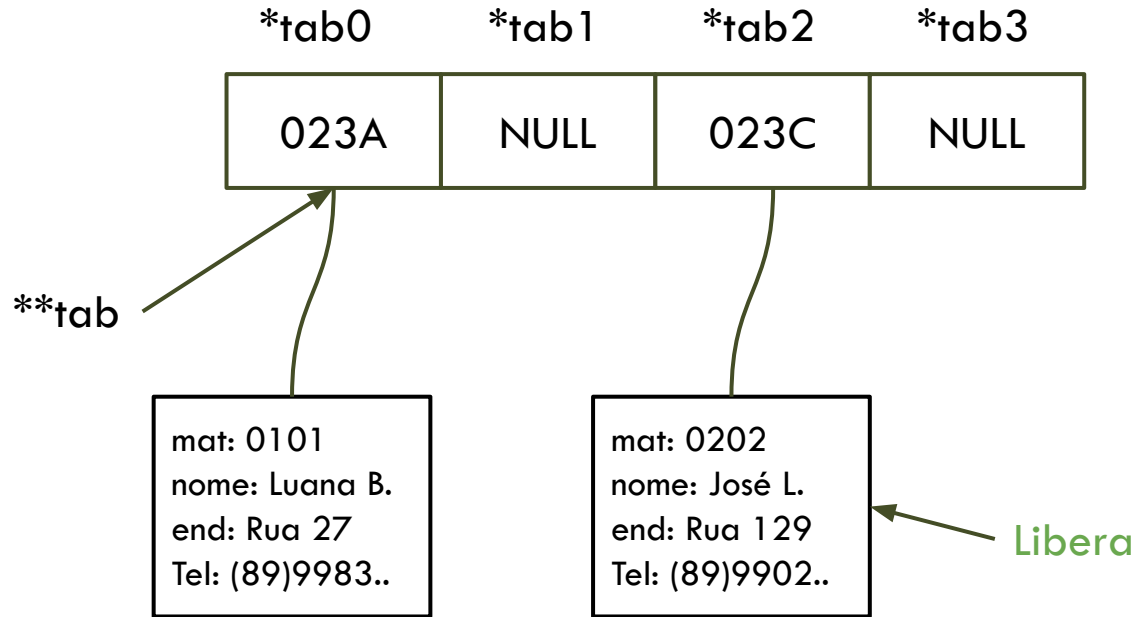 *tab0 *tab1 *tab2 *tab3
023A NULL 023C NULL
**tab
mat: 0101
nome: Luana B.
end: Rua 27
Tel: (89)9983..
mat: 0202
nome: José L.
end: Rua 129
Tel: (89)9902..
Libera